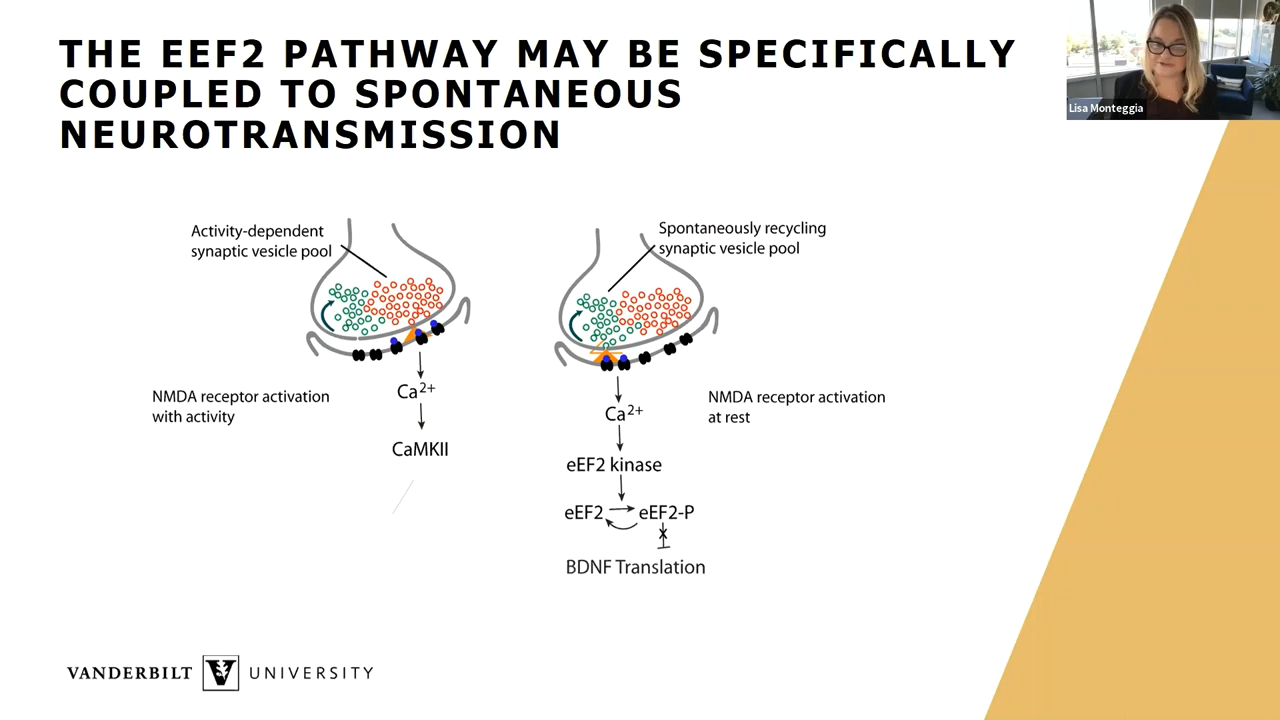 THE EEF2 PATHWAY MAY BE SPECIFICALLY
COUPLED TO SPONTANEOUS
NEUROTRANSMISSION
Lisa Monteggia
Activity-dependent
synaptic vesicle pool
Spontaneously recycling
synaptic vesicle pool
NMDA receptor activation
with activity
Ca2+
CaMKII
NMDA receptor activation
at rest
Ca2+
eEF2 kinase
eEF2 eEF2-P
x
BDNF Translation
VANDERBILT V UNIVERSITY